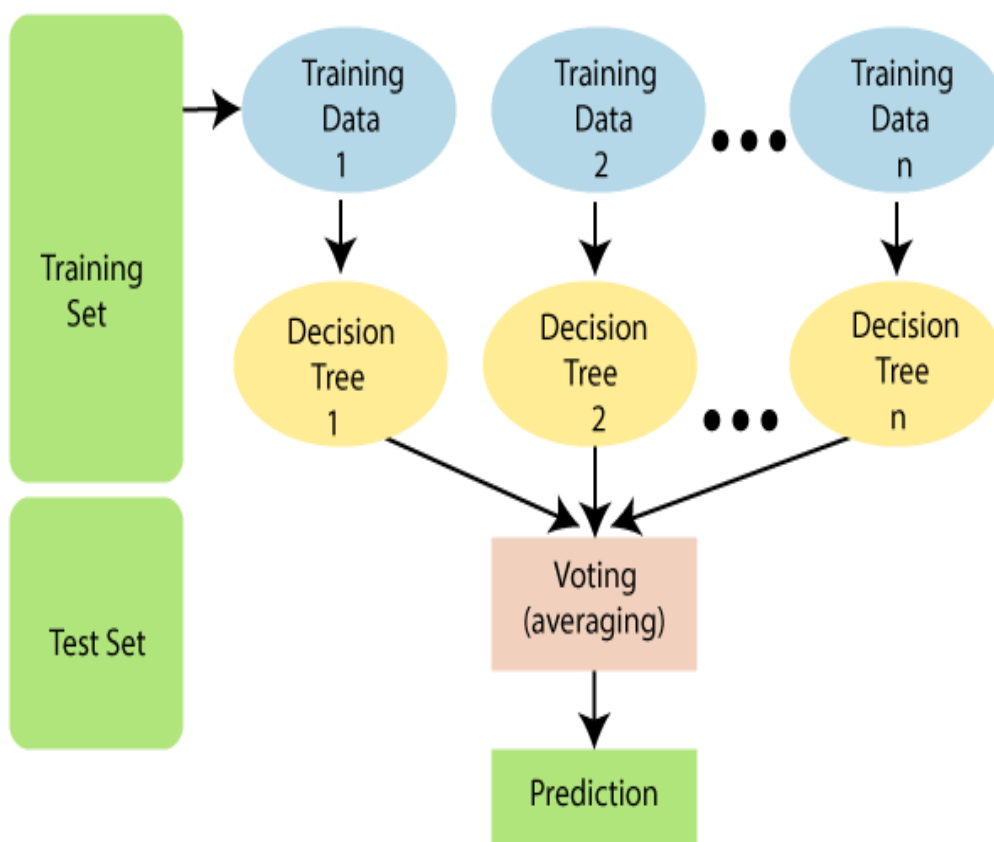 Training
Data
1
Training
Data
2
Training
Data
n
Training
Set
Decision
Tree
1
Decision
Tree
2
Decision
Tree
n
Test Set
Voting
(averaging)
Prediction